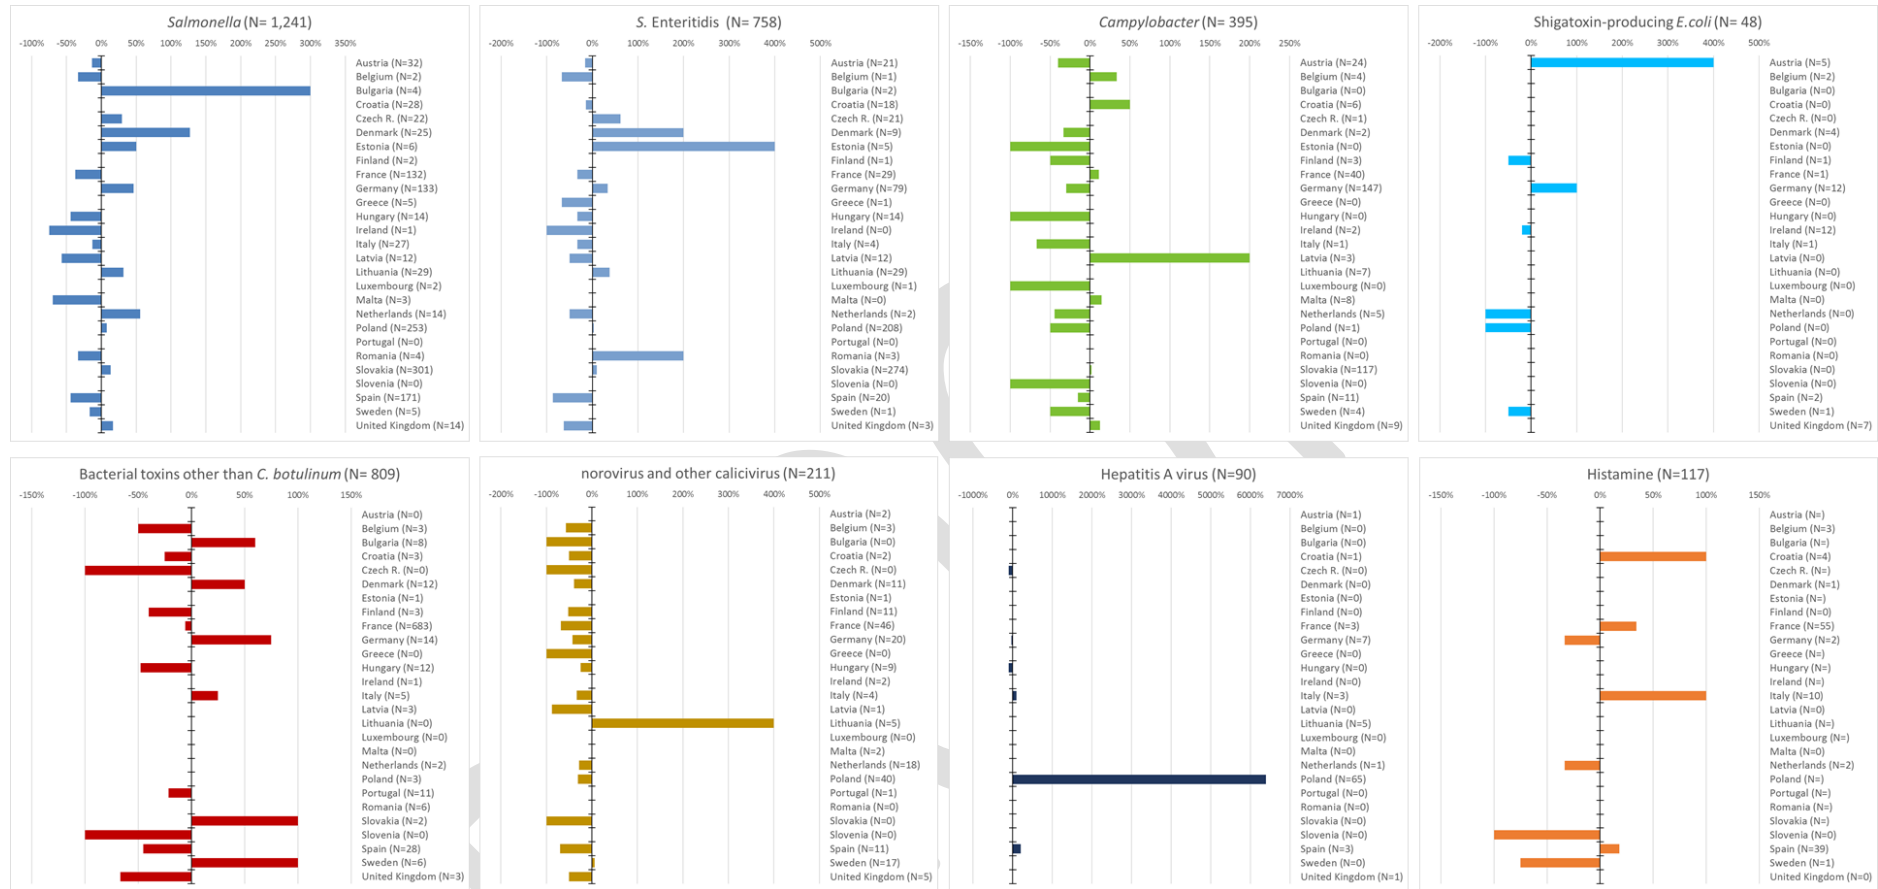 Salmonella (N= 1,241)
-100% -50% 0% 50% 100% 150% 200% 250% 300% 350%
Austria (N=32)
Belgium (N=2)
Bulgaria (N=4)
Croatia (N=28)
Czech R. (N=22)
Denmark (N=25)
Estonia (N=6)
Finland (N=2)
France (N=132)
Germany (N=133)
Greece (N=5)
Hungary (N=14)
Ireland (N=1)
Italy (N=27)
Latvia (N=12)
Lithuania (N=29)
Luxembourg (N=2)
Malta (N=3)
Netherlands (N=14)
Poland (N=253)
Portugal (N=0)
Romania (N=4)
Slovakia (N=301)
Slovenia (N=0)
Spain (N=171)
Sweden (N=5)
United Kingdom (N=14)
S. Enteritidis (N= 758)
-200% -100% 0% 100% 200% 300% 400% 500%
Austria (N=21)
Belgium (N=1)
Bulgaria (N=2)
Croatia (N=18)
Czech R. (N=21)
Denmark (N=9)
Estonia (N=5)
Finland (N=1)
France (N=29)
Germany (N=79)
Greece (N=1)
Hungary (N=14)
Ireland (N=0)
Italy (N=4)
Latvia (N=12)
Lithuania (N=29)
Luxembourg (N=1)
Malta (N=0)
Netherlands (N=2)
Poland (N=208)
Portugal (N=0)
Romania (N=3)
Slovakia (N=274)
Slovenia (N=0)
Spain (N=20)
Sweden (N=1)
United Kingdom (N=3)
Campylobacter (N= 395)
-150% -100% -50% 0% 50% 100% 150% 200% 250%
Austria (N=24)
Belgium (N=4)
Bulgaria (N=0)
Croatia (N=6)
Czech R. (N=1)
Denmark (N=2)
Estonia (N=0)
Finland (N=3)
France (N=40)
Germany (N=147)
Greece (N=0)
Hungary (N=0)
Ireland (N=2)
Italy (N=1)
Latvia (N=3)
Lithuania (N=7)
Luxembourg (N=0)
Malta (N=8)
Netherlands (N=5)
Poland (N=1)
Portugal (N=0)
Romania (N=0)
Slovakia (N=117)
Slovenia (N=0)
Spain (N=11)
Sweden (N=4)
United Kingdom (N=9)
Shigatoxin-producing E.coli (N= 48)
-200% -100% 0% 100% 200% 300% 400% 500%
Austria (N=5)
Belgium (N=2)
Bulgaria (N=0)
Croatia (N=0)
Czech R. (N=0)
Denmark (N=4)
Estonia (N=0)
Finland (N=1)
France (N=1)
Germany (N=12)
Greece (N=0)
Hungary (N=0)
Ireland (N=12)
Italy (N=1)
Latvia (N=0)
Lithuania (N=0)
Luxembourg (N=0)
Malta (N=0)
Netherlands (N=0)
Poland (N=0)
Portugal (N=0)
Romania (N=0)
Slovakia (N=0)
Slovenia (N=0)
Spain (N=2)
Sweden (N=1)
United Kingdom (N=7)
Bacterial toxins other than C. botulinum (N= 809)
-150% -100% -50% 0% 50% 100% 150%
Austria (N=0)
Belgium (N=3)
Bulgaria (N=8)
Croatia (N=3)
Czech R. (N=0)
Denmark (N=12)
Estonia (N=1)
Finland (N=3)
France (N=683)
Germany (N=14)
Greece (N=0)
Hungary (N=12)
Ireland (N=1)
Italy (N=5)
Latvia (N=3)
Lithuania (N=0)
Luxembourg (N=0)
Malta (N=0)
Netherlands (N=2)
Poland (N=3)
Portugal (N=11)
Romania (N=6)
Slovakia (N=2)
Slovenia (N=0)
Spain (N=28)
Sweden (N=6)
United Kingdom (N=3)
norovirus and other calicivirus (N=211)
-200% -100% 0% 100% 200% 300% 400% 500%
Austria (N=2)
Belgium (N=3)
Bulgaria (N=0)
Croatia (N=2)
Czech R. (N=0)
Denmark (N=11)
Estonia (N=1)
Finland (N=11)
France (N=46)
Germany (N=20)
Greece (N=0)
Hungary (N=9)
Ireland (N=2)
Italy (N=4)
Latvia (N=1)
Lithuania (N=5)
Luxembourg (N=0)
Malta (N=2)
Netherlands (N=18)
Poland (N=40)
Portugal (N=1)
Romania (N=0)
Slovakia (N=0)
Slovenia (N=0)
Spain (N=11)
Sweden (N=17)
United Kingdom (N=5)
Hepatitis A virus (N=90)
-1000% 0% 1000% 2000% 3000% 4000% 5000% 6000% 7000%
Austria (N=1)
Belgium (N=0)
Bulgaria (N=0)
Croatia (N=1)
Czech R. (N=0)
Denmark (N=0)
Estonia (N=0)
Finland (N=0)
France (N=3)
Germany (N=7)
Greece (N=0)
Hungary (N=0)
Ireland (N=0)
Italy (N=3)
Latvia (N=0)
Lithuania (N=5)
Luxembourg (N=0)
Malta (N=0)
Netherlands (N=1)
Poland (N=65)
Portugal (N=0)
Romania (N=0)
Slovakia (N=0)
Slovenia (N=0)
Spain (N=3)
Sweden (N=0)
United Kingdom (N=1)
Histamine (N=117)
-150% -100% -50% 0% 50% 100% 150%
Austria (N=)
Belgium (N=3)
Bulgaria (N=)
Croatia (N=4)
Czech R. (N=)
Denmark (N=1)
Estonia (N=)
Finland (N=0)
France (N=55)
Germany (N=2)
Greece (N=)
Hungary (N=)
Ireland (N=)
Italy (N=10)
Latvia (N=0)
Lithuania (N=)
Luxembourg (N=)
Malta (N=0)
Netherlands (N=2)
Poland (N=)
Portugal (N=)
Romania (N=)
Slovakia (N=)
Slovenia (N=0)
Spain (N=39)
Sweden (N=1)
United Kingdom (N=0)